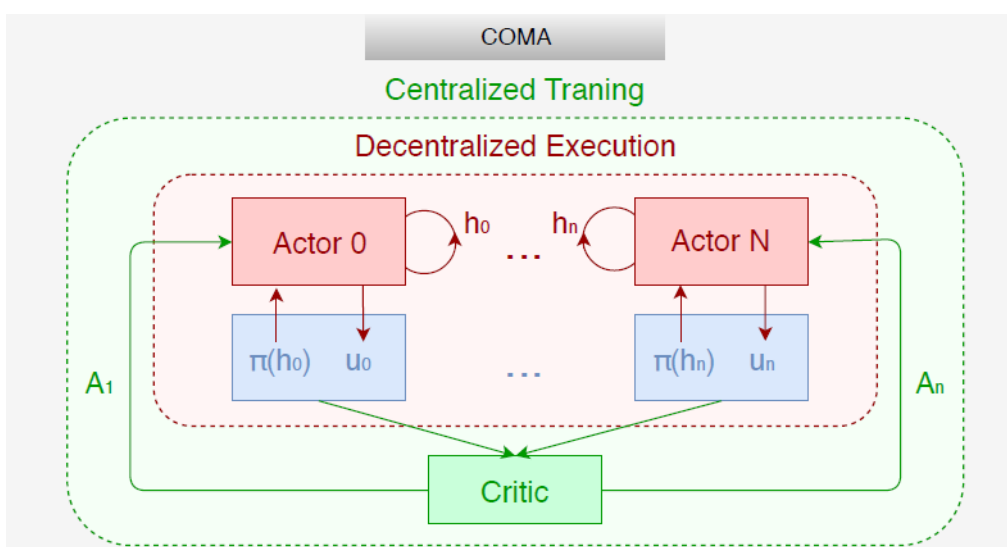 COMA
Centralized Traning
Decentralized Execution
Actor 0
h₀
...
hₙ
Actor N
π(h₀)
u₀
...
π(hₙ)
uₙ
A₁
Aₙ
Critic